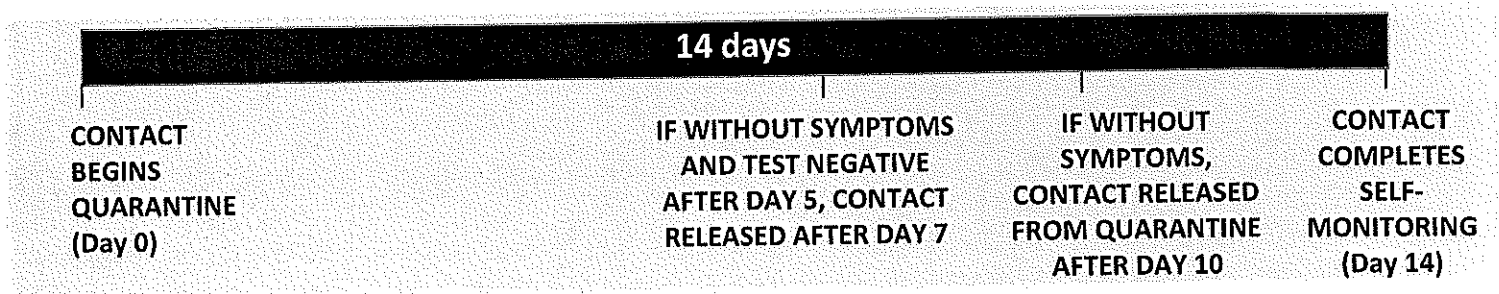 14 days
CONTACT
BEGINS
QUARANTINE
(Day 0)
IF WITHOUT SYMPTOMS
AND TEST NEGATIVE
AFTER DAY 5, CONTACT
RELEASED AFTER DAY 7
IF WITHOUT
SYMPTOMS,
CONTACT RELEASED
FROM QUARANTINE
AFTER DAY 10
CONTACT
COMPLETES
SELF-
MONITORING
(Day 14)